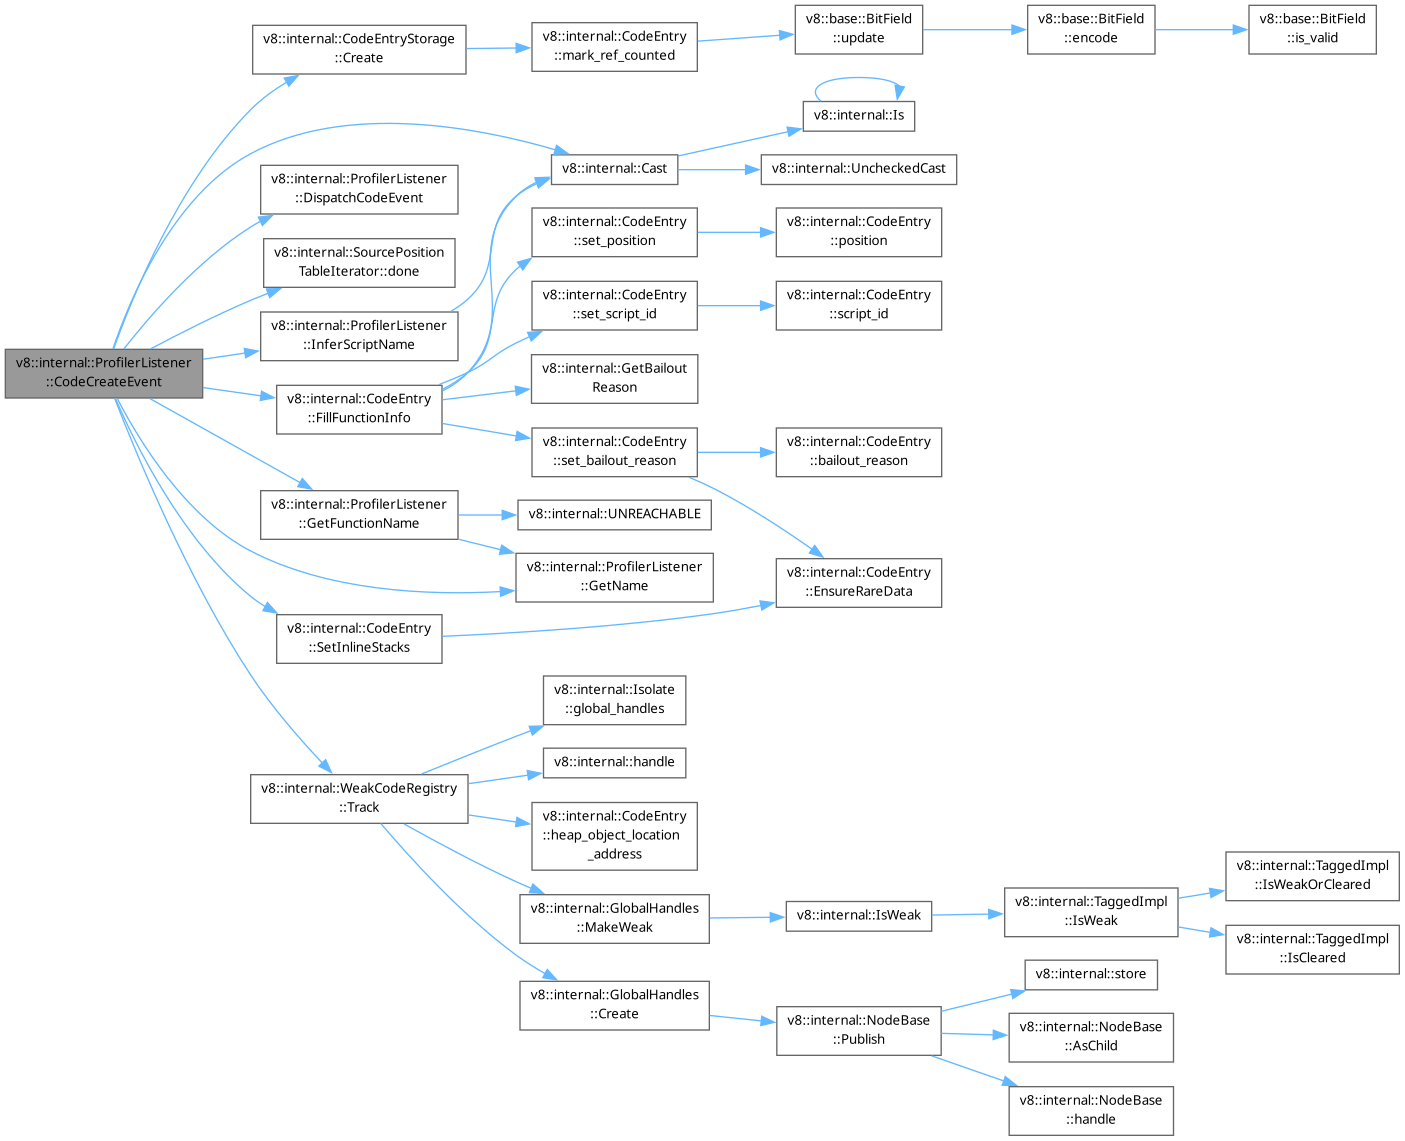 v8::internal::ProfilerListener
::CodeCreateEvent
v8::internal::CodeEntryStorage
::Create
v8::internal::CodeEntry
::mark_ref_counted
v8::base::BitField
::update
v8::base::BitField
::encode
v8::base::BitField
::is_valid
v8::internal::Cast
v8::internal::Is
v8::internal::UncheckedCast
v8::internal::ProfilerListener
::DispatchCodeEvent
v8::internal::SourcePosition
TableIterator::done
v8::internal::ProfilerListener
::InferScriptName
v8::internal::CodeEntry
::FillFunctionInfo
v8::internal::CodeEntry
::set_position
v8::internal::CodeEntry
::position
v8::internal::CodeEntry
::set_script_id
v8::internal::CodeEntry
::script_id
v8::internal::GetBailout
Reason
v8::internal::CodeEntry
::set_bailout_reason
v8::internal::CodeEntry
::bailout_reason
v8::internal::CodeEntry
::EnsureRareData
v8::internal::ProfilerListener
::GetFunctionName
v8::internal::UNREACHABLE
v8::internal::ProfilerListener
::GetName
v8::internal::CodeEntry
::SetInlineStacks
v8::internal::WeakCodeRegistry
::Track
v8::internal::Isolate
::global_handles
v8::internal::handle
v8::internal::CodeEntry
::heap_object_location
_address
v8::internal::GlobalHandles
::MakeWeak
v8::internal::IsWeak
v8::internal::TaggedImpl
::IsWeak
v8::internal::TaggedImpl
::IsWeakOrCleared
v8::internal::TaggedImpl
::IsCleared
v8::internal::GlobalHandles
::Create
v8::internal::NodeBase
::Publish
v8::internal::store
v8::internal::NodeBase
::AsChild
v8::internal::NodeBase
::handle